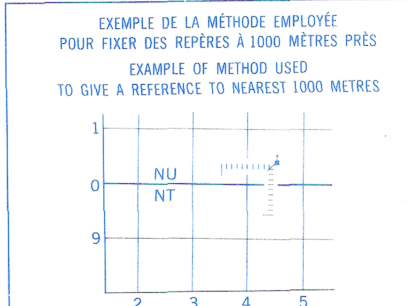 EXEMPLE DE LA MÉTHODE EMPLOYÉE
POUR FIXER DES REPÈRES À 1000 MÈTRES PRÈS
EXAMPLE OF METHOD USED
TO GIVE A REFERENCE TO NEAREST 1000 METRES
1
NU
0
NT
9
2 3 4 5